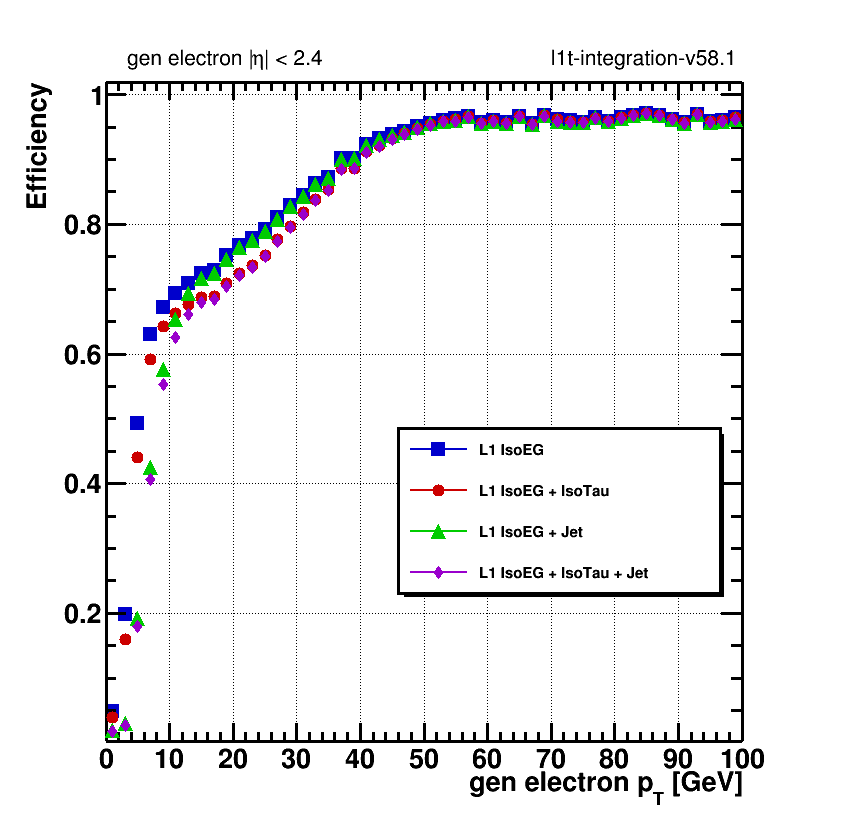 gen electron |η| < 2.4
l1t-integration-v58.1
Efficiency
1
0.8
0.6
0.4
0.2
L1 IsoEG
L1 IsoEG + IsoTau
L1 IsoEG + Jet
L1 IsoEG + IsoTau + Jet
0 10 20 30 40 50 60 70 80 90 100
gen electron p_T [GeV]